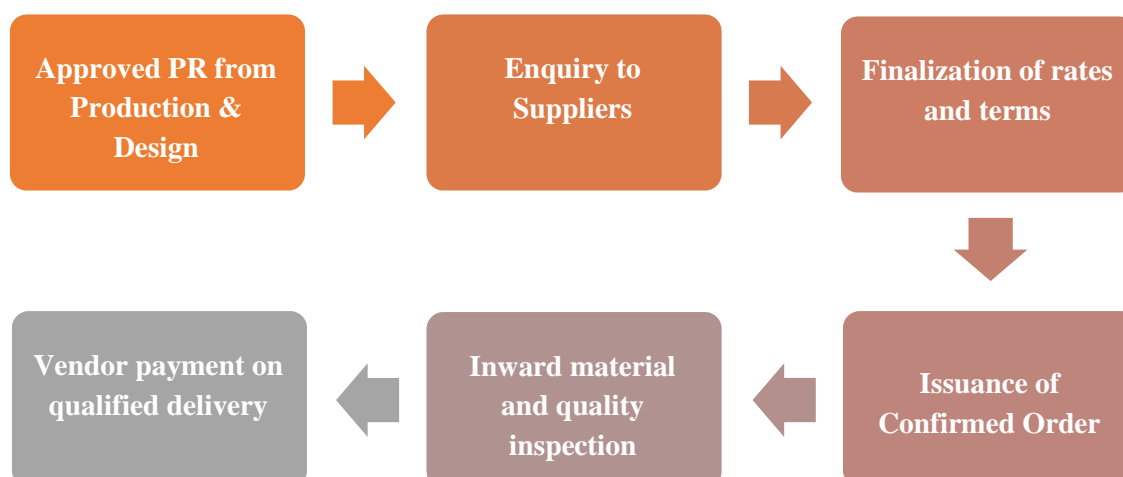 Approved PR from
Production &
Design
Enquiry to
Suppliers
Finalization of rates
and terms
Issuance of
Confirmed Order
Inward material
and quality
inspection
Vendor payment on
qualified delivery